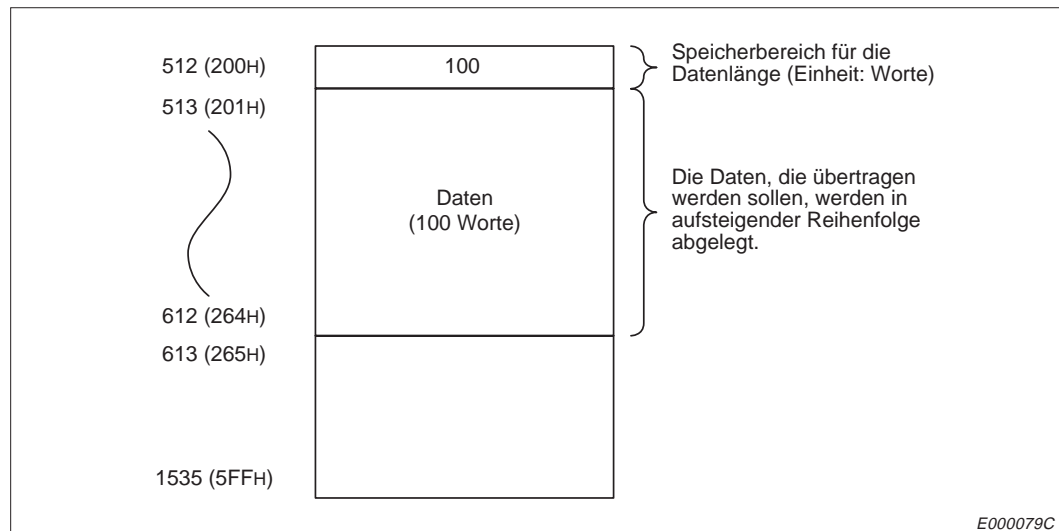 512 (200H)
100
Speicherbereich für die
Datenlänge (Einheit: Worte)
513 (201H)
Daten
(100 Worte)
Die Daten, die übertragen
werden sollen, werden in
aufsteigender Reihenfolge
abgelegt.
612 (264H)
613 (265H)
1535 (5FFH)
E000079C